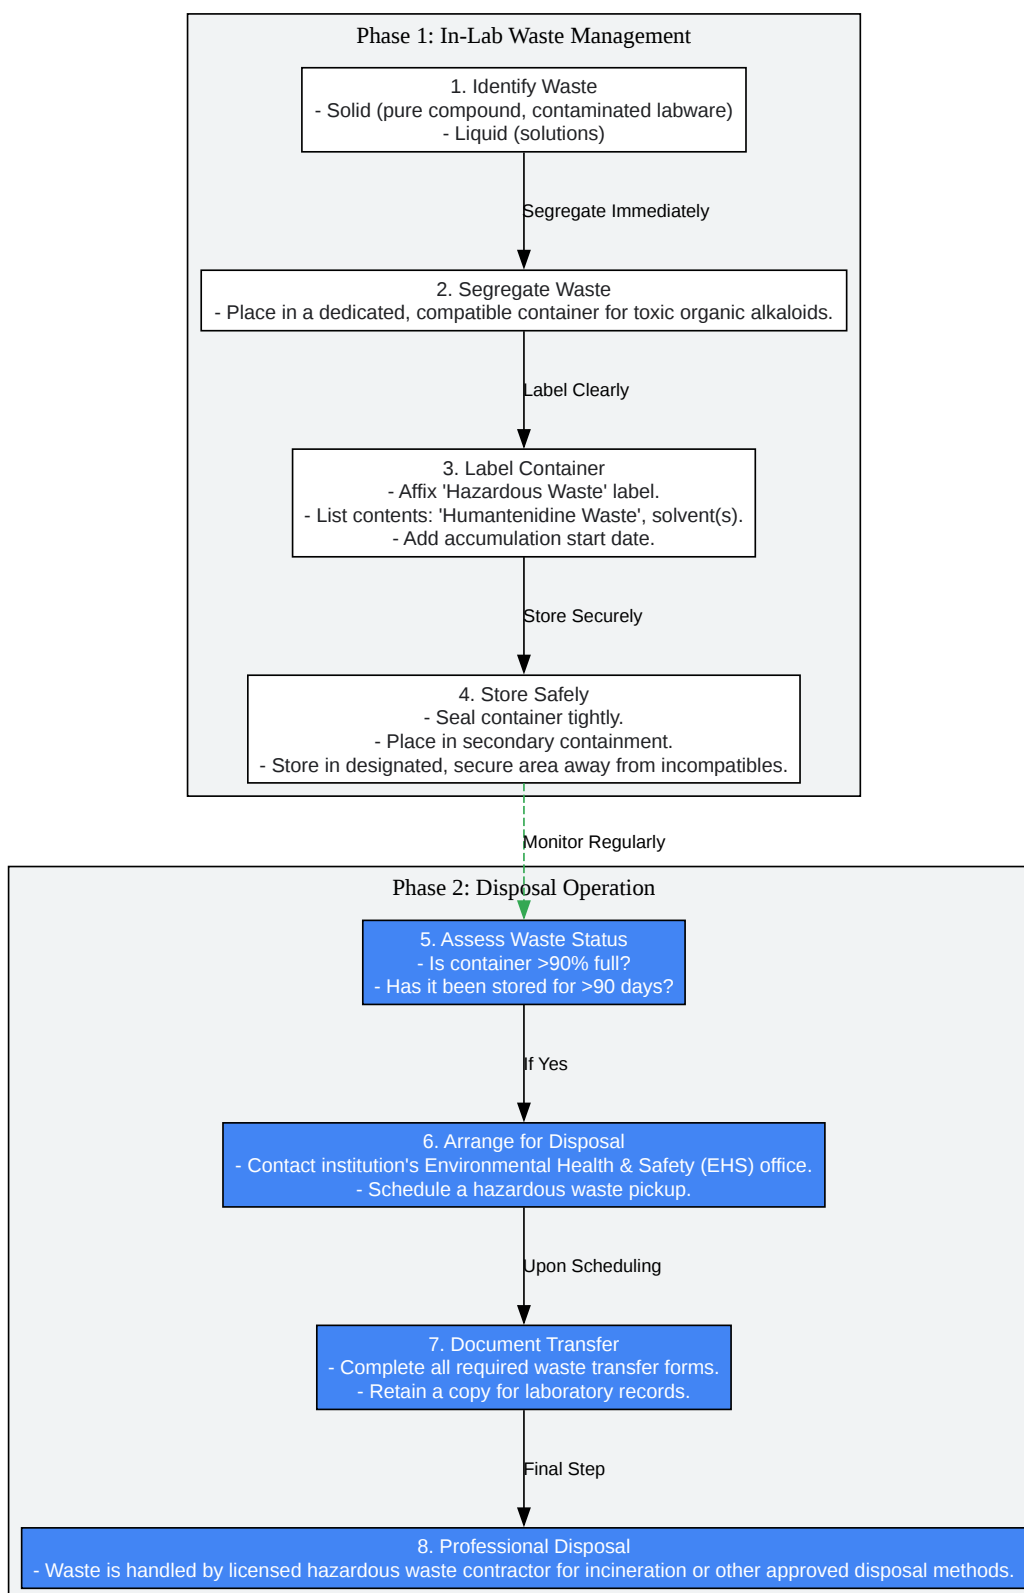 Phase 1: In-Lab Waste Management
1. Identify Waste
- Solid (pure compound, contaminated labware)
- Liquid (solutions)
Segregate Immediately
2. Segregate Waste
- Place in a dedicated, compatible container for toxic organic alkaloids.
Label Clearly
3. Label Container
- Affix 'Hazardous Waste' label.
- List contents: 'Humantenidine Waste', solvent(s).
- Add accumulation start date.
Store Securely
4. Store Safely
- Seal container tightly.
- Place in secondary containment.
- Store in designated, secure area away from incompatibles.
Monitor Regularly
Phase 2: Disposal Operation
5. Assess Waste Status
- Is container >90% full?
- Has it been stored for >90 days?
If Yes
6. Arrange for Disposal
- Contact institution's Environmental Health & Safety (EHS) office.
- Schedule a hazardous waste pickup.
Upon Scheduling
7. Document Transfer
- Complete all required waste transfer forms.
- Retain a copy for laboratory records.
Final Step
8. Professional Disposal
- Waste is handled by licensed hazardous waste contractor for incineration or other approved disposal methods.